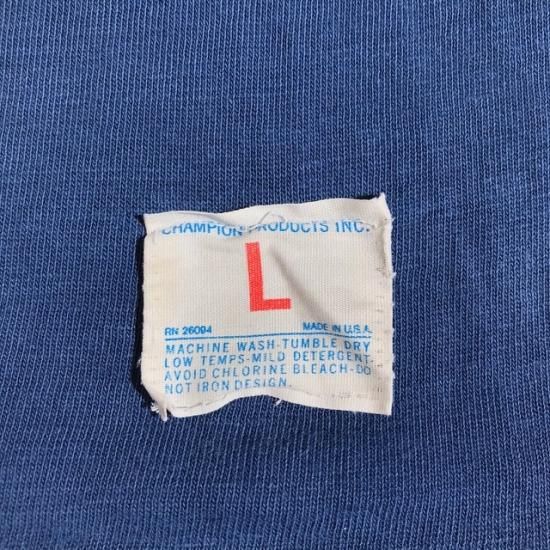 CHAMPION PRODUCTS INC.
L
RN 26094 MADE IN U.S.A.
MACHINE WASH-TUMBLE DRY
LOW TEMPS-MILD DETERGENT-
AVOID CHLORINE BLEACH-DO
NOT IRON DESIGN.